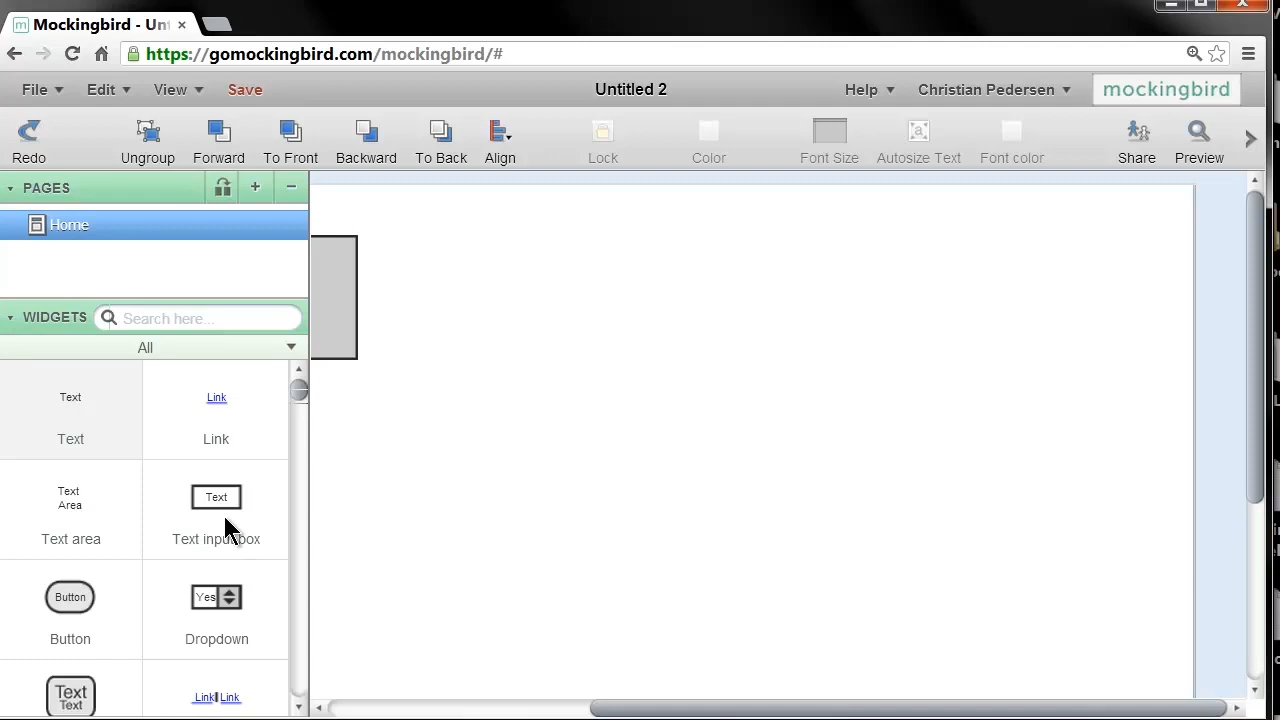 Mockingbird - Unt
https://gomockingbird.com/mockingbird/#
File Edit View Save Untitled 2 Help Christian Pedersen mockingbird
Redo Ungroup Forward To Front Backward To Back Align Lock Color Font Size Autosize Text Font color Share Preview
PAGES
Home
WIDGETS Search here...
All
Text Link
Text Link
Text
Area
Text
Text area Text input box
Button Yes
Button Dropdown
Text
Text
Link Link